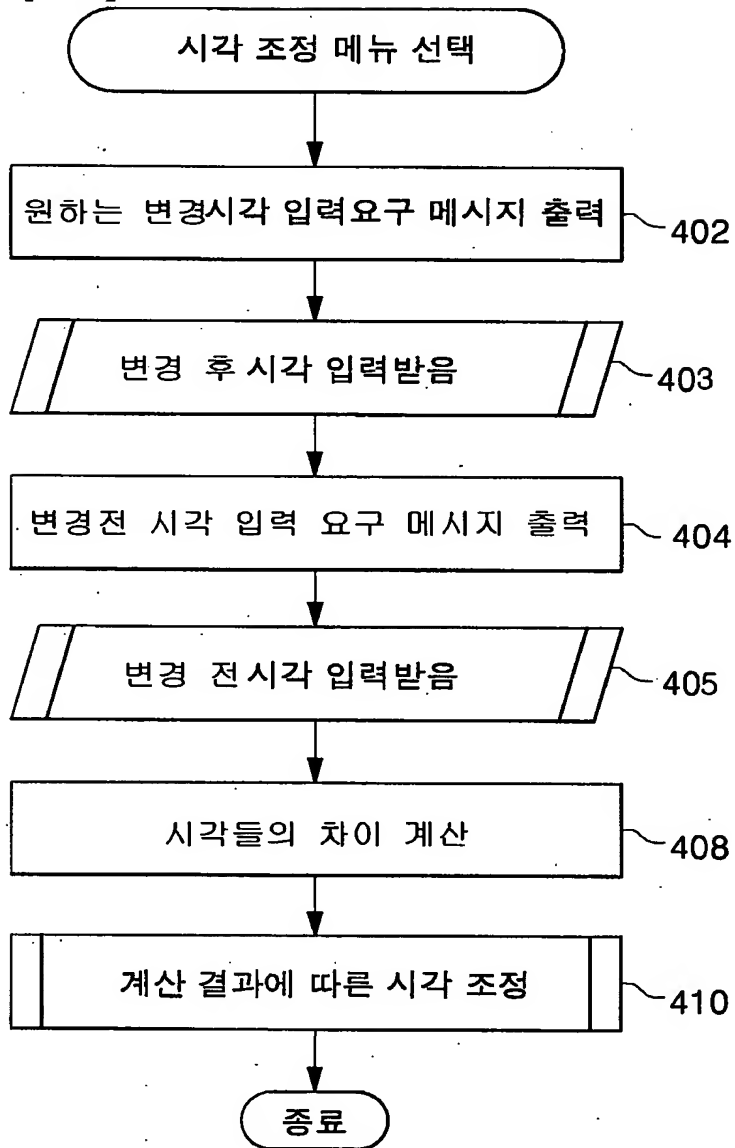 시각 조정 메뉴 선택
원하는 변경시각 입력요구 메시지 출력
402
변경 후 시각 입력받음
403
변경전 시각 입력 요구 메시지 출력
404
변경 전 시각 입력받음
405
시각들의 차이 계산
408
계산 결과에 따른 시각 조정
410
종료